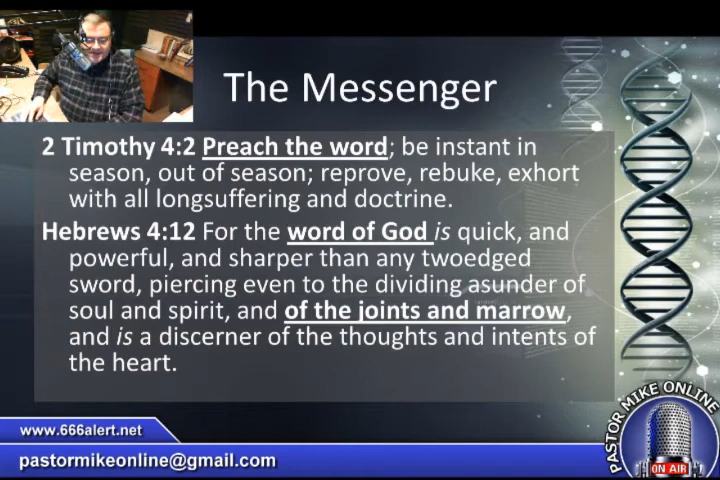 The Messenger
2 Timothy 4:2 Preach the word; be instant in
season, out of season; reprove, rebuke, exhort
with all longsuffering and doctrine.
Hebrews 4:12 For the word of God is quick, and
powerful, and sharper than any twoedged
sword, piercing even to the dividing asunder of
soul and spirit, and of the joints and marrow,
and is a discerner of the thoughts and intents of
the heart.
www.666alert.net
pastormikeonline@gmail.com
PASTOR MIKE ONLINE
ON AIR